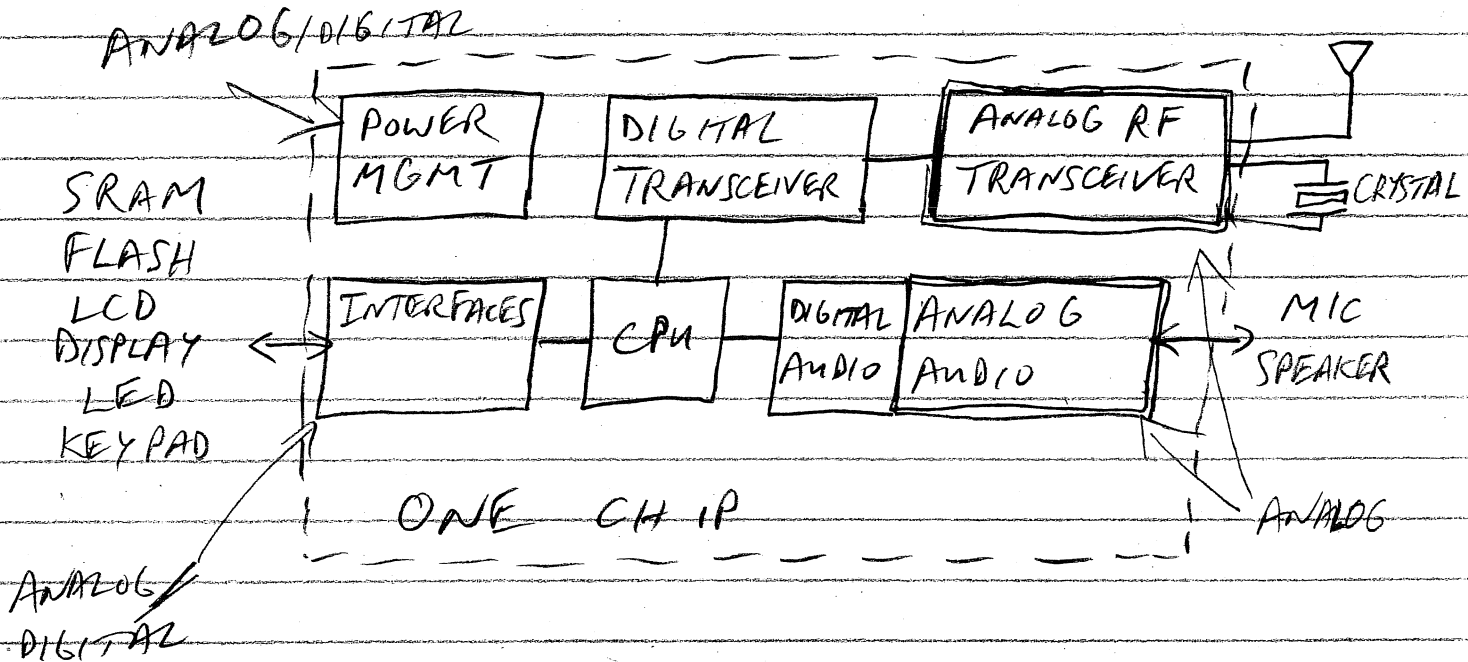 ANALOG/DIGITAL
POWER
MGMT
DIGITAL
TRANSCEIVER
ANALOG RF
TRANSCEIVER
CRYSTAL
SRAM
FLASH
LCD
DISPLAY
LED
KEYPAD
INTERFACES
CPU
DIGITAL
AUDIO
ANALOG
AUDIO
MIC
SPEAKER
ONE CHIP
ANALOG
ANALOG/
DIGITAL